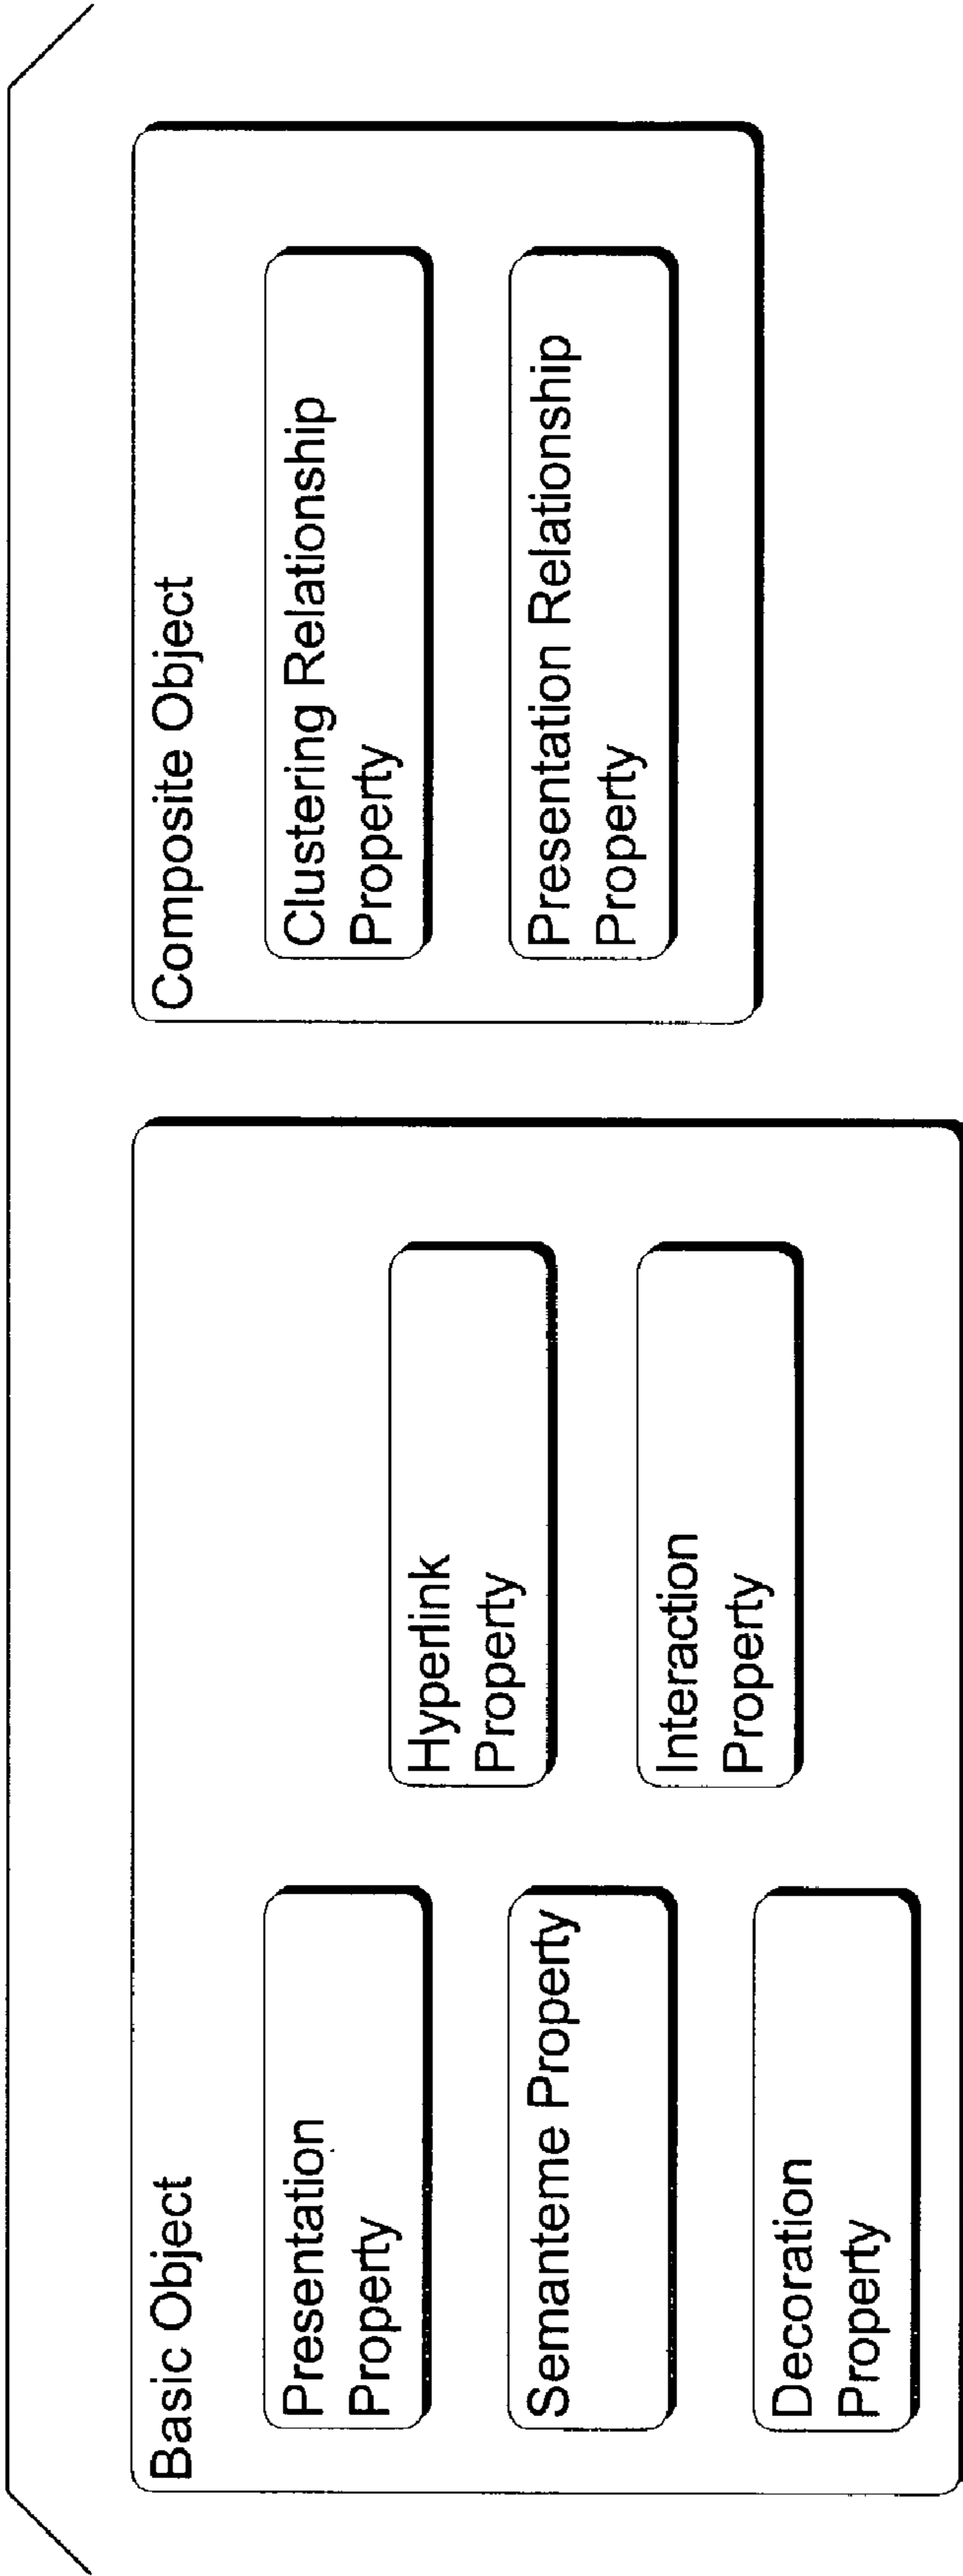 Basic Object
Presentation
Property
Semanteme Property
Decoration
Property
Hyperlink
Property
Interaction
Property
Composite Object
Clustering Relationship
Property
Presentation Relationship
Property